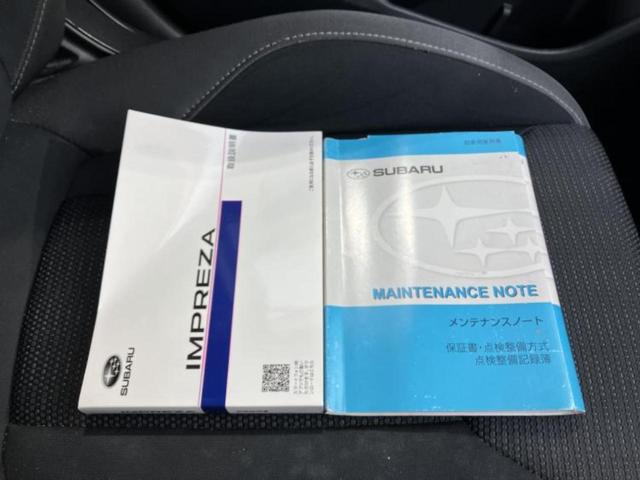 IMPREZA
取扱説明書
SUBARU
SUBARU
MAINTENANCE NOTE
メンテナンスノート
保証書・点検整備方式
点検整備記録簿